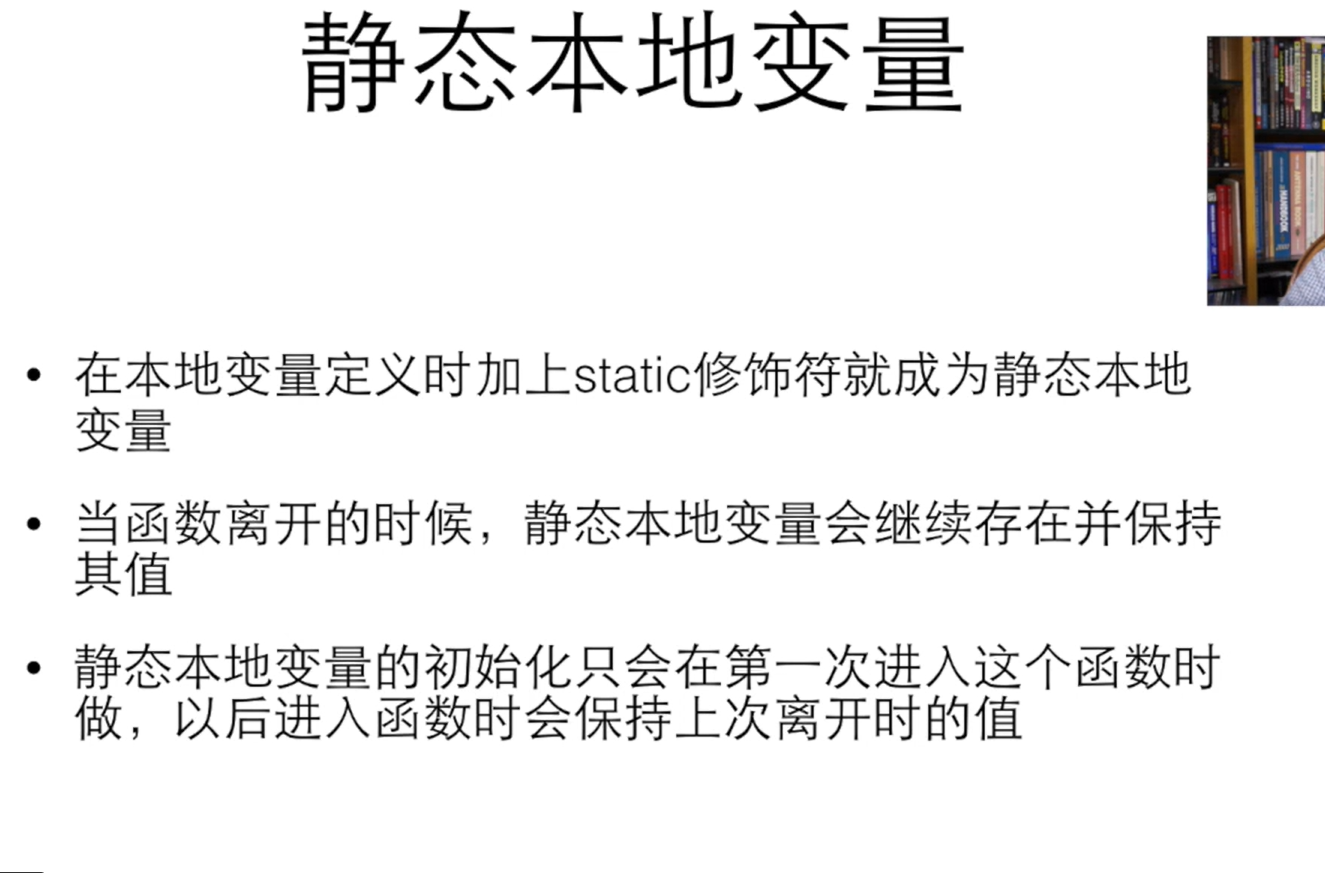 静态本地变量
HANDBOOK
• 在本地变量定义时加上static修饰符就成为静态本地
变量
• 当函数离开的时候，静态本地变量会继续存在并保持
其值
• 静态本地变量的初始化只会在第一次进入这个函数时
做，以后进入函数时会保持上次离开时的值